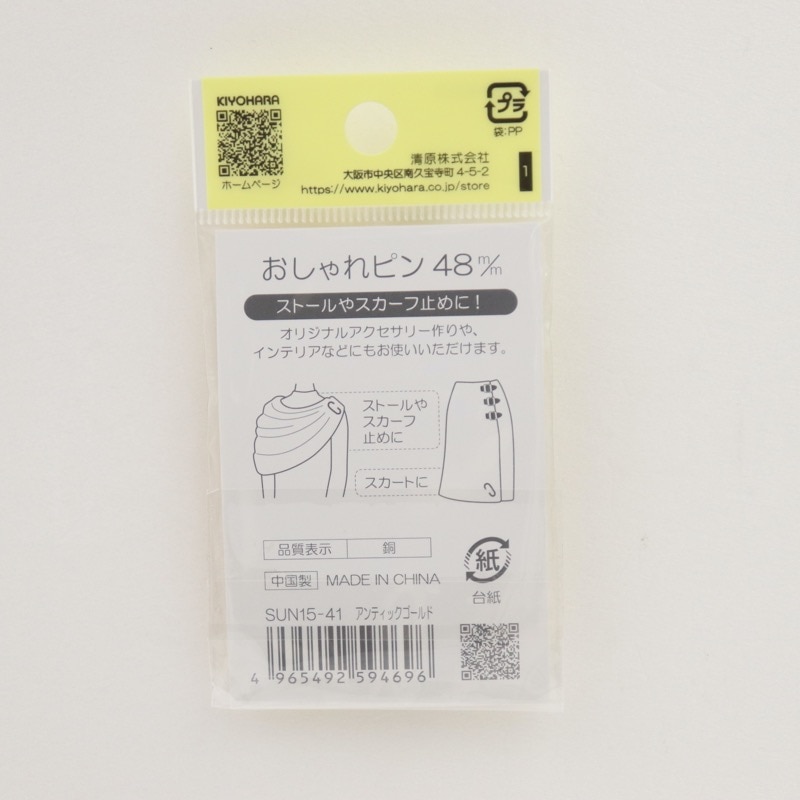 KIYOHARA
ホームページ
プラ
袋:PP
清原株式会社
大阪市中央区南久宝寺町 4-5-2
https://www.kiyohara.co.jp/store
1
おしゃれピン 48m/m
ストールやスカーフ止めに！
オリジナルアクセサリー作りや、
インテリアなどにもお使いいただけます。
ストールや
スカーフ
止めに
スカートに
品質表示 銅
中国製 MADE IN CHINA
紙
台紙
SUN15-41 アンティックゴールド
4 965492 594696